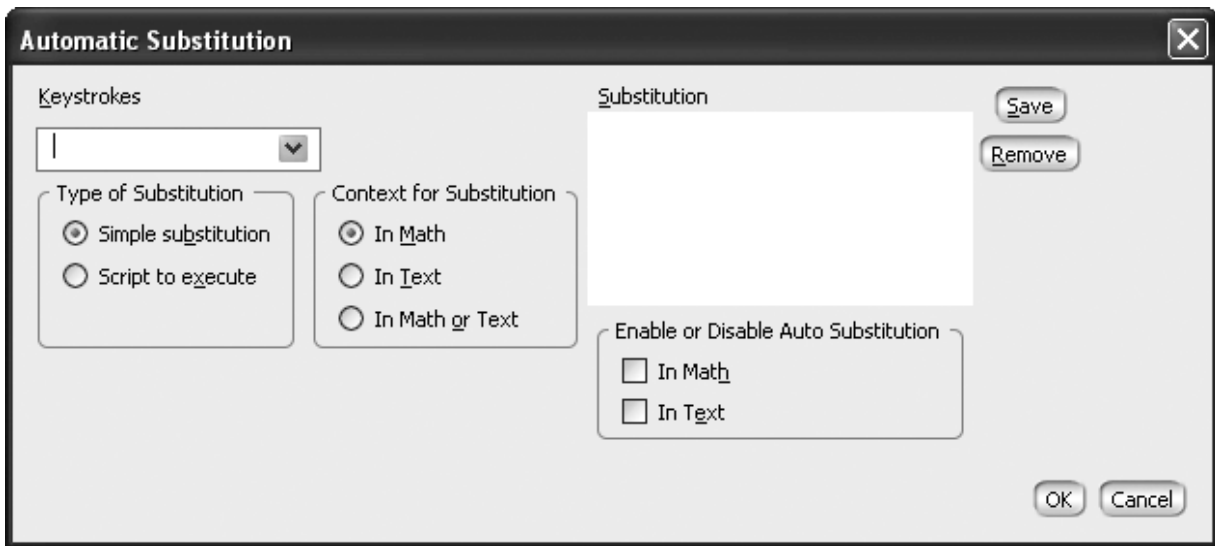 Automatic Substitution
Keystrokes
Type of Substitution
Simple substitution
Script to execute
Context for Substitution
In Math
In Text
In Math or Text
Substitution
Save
Remove
Enable or Disable Auto Substitution
In Math
In Text
OK
Cancel